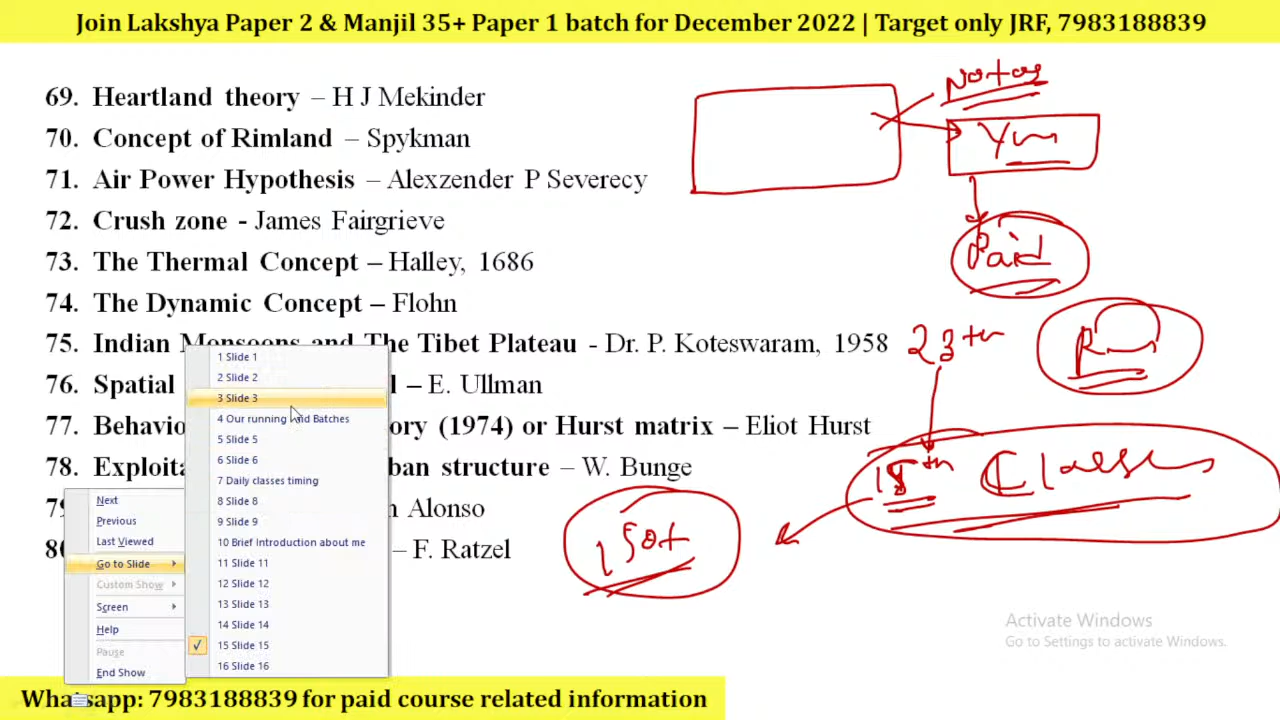 Join Lakshya Paper 2 & Manjil 35+ Paper 1 batch for December 2022 | Target only JRF, 7983188839
69. Heartland theory – H J Mekinder
70. Concept of Rimland – Spykman
71. Air Power Hypothesis – Alexzender P Severecy
72. Crush zone - James Fairgrieve
73. The Thermal Concept – Halley, 1686
74. The Dynamic Concept – Flohn
75. Indian Monsoons and The Tibet Plateau - Dr. P. Koteswaram, 1958
76. Spatial – E. Ullman
77. (1974) or Hurst matrix – Eliot Hurst
78. structure – W. Bunge
Alonso
– F. Ratzel
Notes
Paid
23th
Classes
1 Slide 1
2 Slide 2
3 Slide 3
4 Our running Batches
5 Slide 5
6 Slide 6
7 Daily classes timing
8 Slide 8
9 Slide 9
10 Brief Introduction about me
11 Slide 11
12 Slide 12
13 Slide 13
14 Slide 14
15 Slide 15
16 Slide 16
Next
Previous
Last Viewed
Go to Slide
Custom Show
Screen
Help
Pause
End Show
Activate Windows
Go to Settings to activate Windows.
Whatsapp: 7983188839 for paid course related information